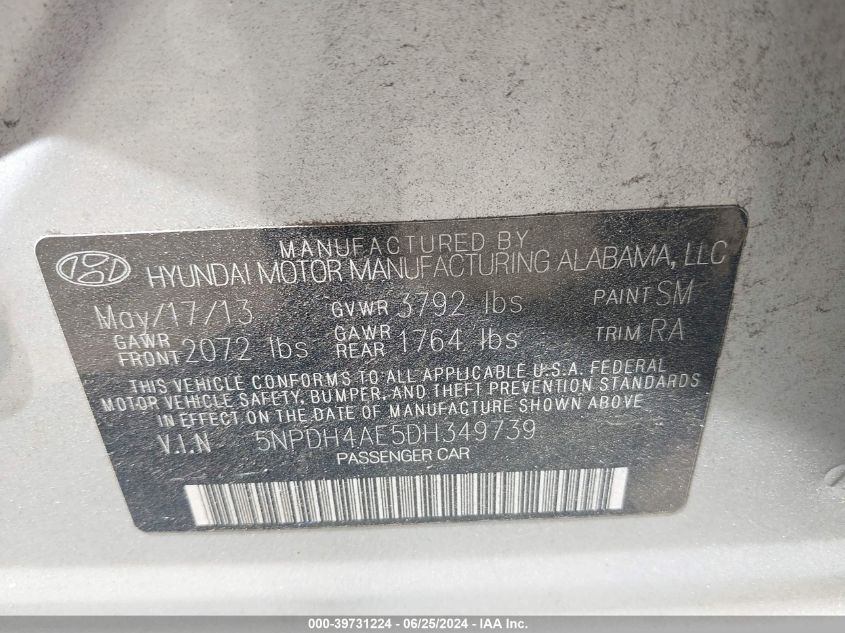 MANUFACTURED BY
HYUNDAI MOTOR MANUFACTURING ALABAMA, LLC
May/17/13 GVWR 3792 lbs PAINT SM
GAWR FRONT 2072 lbs GAWR REAR 1764 lbs TRIM RA
THIS VEHICLE CONFORMS TO ALL APPLICABLE U.S.A. FEDERAL
MOTOR VEHICLE SAFETY, BUMPER, AND THEFT PREVENTION STANDARDS
IN EFFECT ON THE DATE OF MANUFACTURE SHOWN ABOVE.
V.I.N 5NPDH4AE5DH349739
PASSENGER CAR
000-39731224 - 06/25/2024 - IAA Inc.